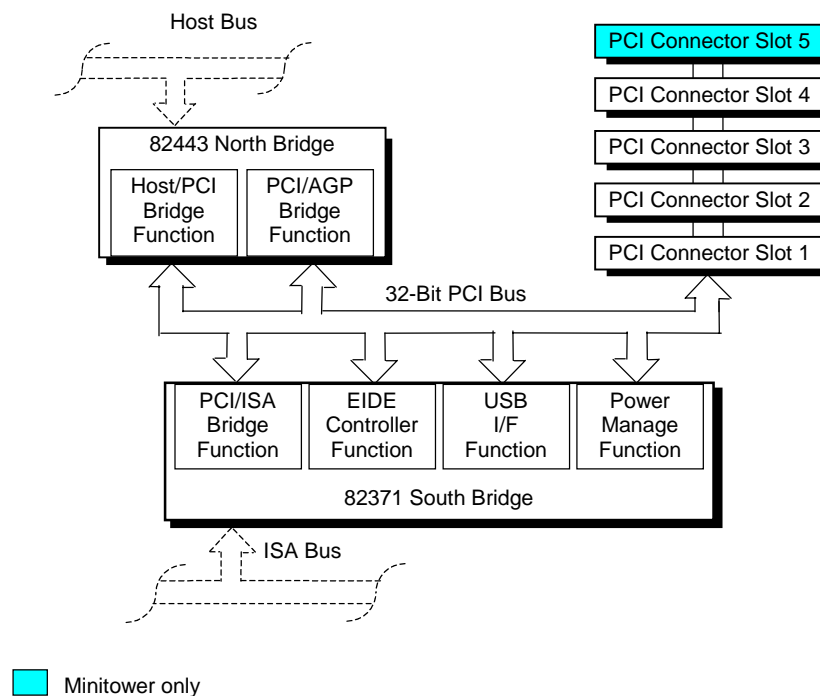 Host Bus
PCI Connector Slot 5
PCI Connector Slot 4
PCI Connector Slot 3
PCI Connector Slot 2
PCI Connector Slot 1
82443 North Bridge
Host/PCI
Bridge
Function
PCI/AGP
Bridge
Function
32-Bit PCI Bus
PCI/ISA
Bridge
Function
EIDE
Controller
Function
USB
I/F
Function
Power
Manage
Function
82371 South Bridge
ISA Bus
Minitower only